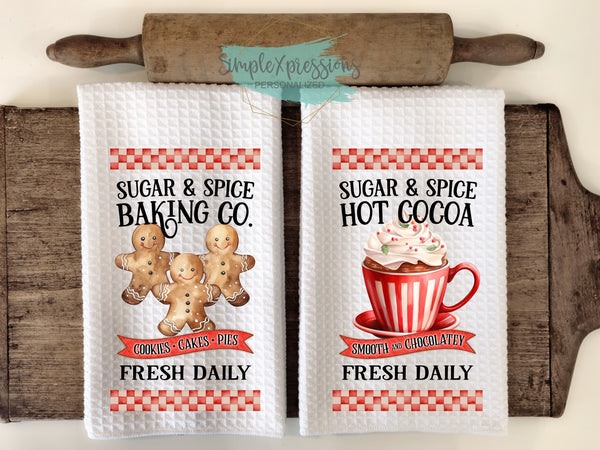 SimpleXpressions
PERSONALIZED
SUGAR & SPICE
BAKING CO.
COOKIES • CAKES • PIES
FRESH DAILY
SUGAR & SPICE
HOT COCOA
SMOOTH AND CHOCOLATEY
FRESH DAILY